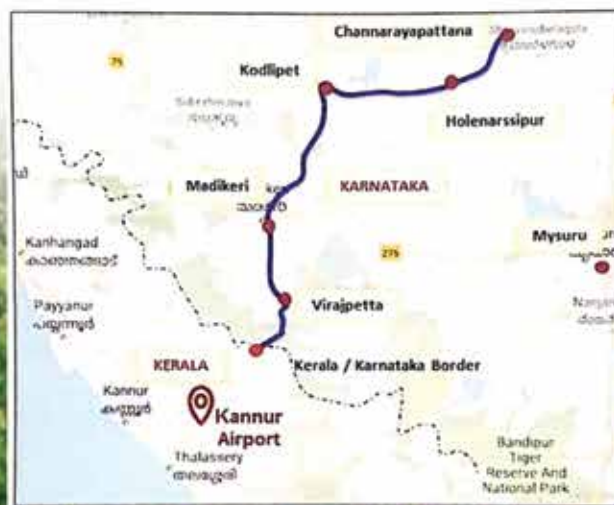 Channarayapattana
75
Kodlipet
Holenarssipur
Madikeri
KARNATAKA
Kanhangad
കാഞ്ഞങ്ങാട്
275
Mysuru
Payyanur
പയ്യന്നൂർ
Virajpetta
KERALA
Kerala / Karnataka Border
Kannur
കണ്ണൂർ
Kannur
Airport
Thalassery
തലശ്ശേരി
Bandipur
Tiger
Reserve And
National Park